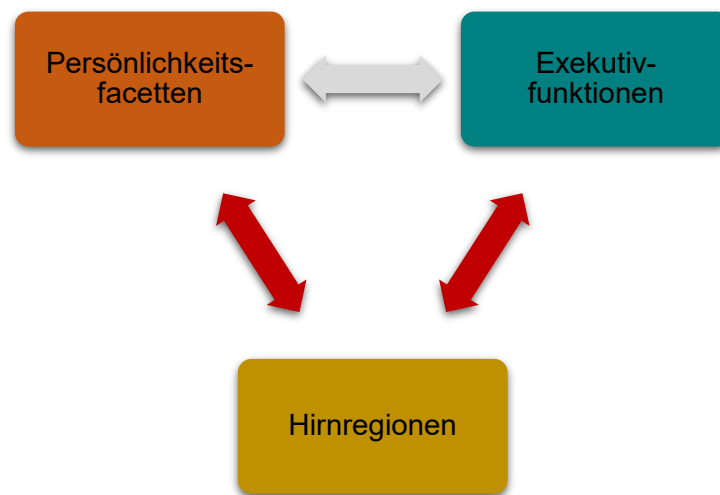 Persönlichkeits-
facetten
Exekutiv-
funktionen
Hirnregionen